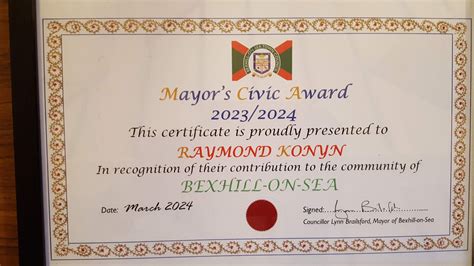 Mayor's Civic Award
2023/2024
This certificate is proudly presented to
RAYMOND KONYN
In recognition of their contribution to the community of
BEXHILL-ON-SEA
Date: March 2024
Signed:
Councillor Lynn Brailsford, Mayor of Bexhill-on-Sea